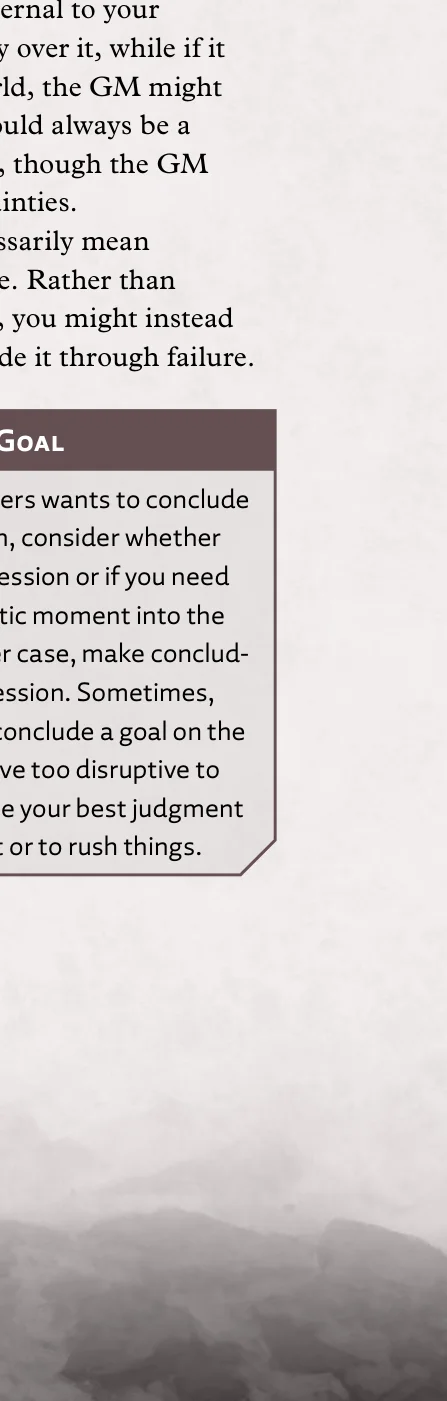 ernal to your
y over it, while if it
rld, the GM might
ould always be a
, though the GM
ainties.
ssarily mean
e. Rather than
, you might instead
de it through failure.
Goal
ers wants to conclude
n, consider whether
ession or if you need
tic moment into the
er case, make conclud-
ession. Sometimes,
conclude a goal on the
ve too disruptive to
e your best judgment
t or to rush things.